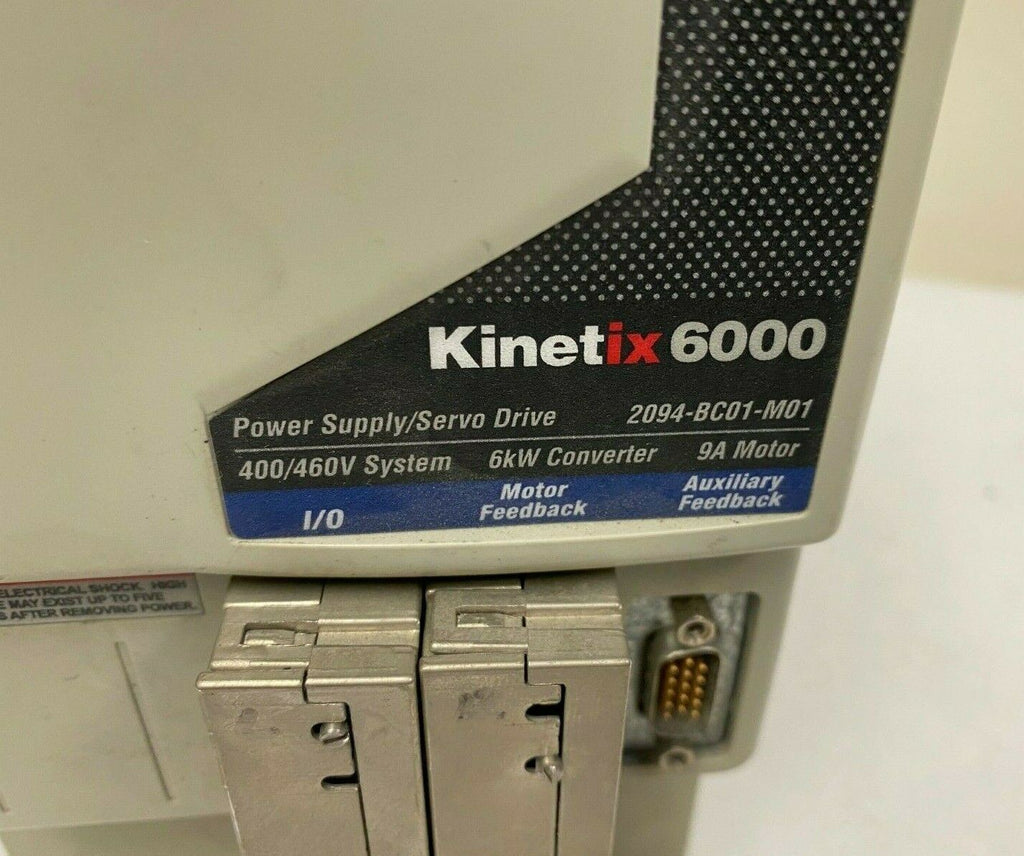 Kinetix 6000
Power Supply/Servo Drive 2094-BC01-M01
400/460V System 6kW Converter 9A Motor
I/O Motor Feedback Auxiliary Feedback
ELECTRICAL SHOCK. HIGH
E MAY EXIST UP TO FIVE
S AFTER REMOVING POWER.